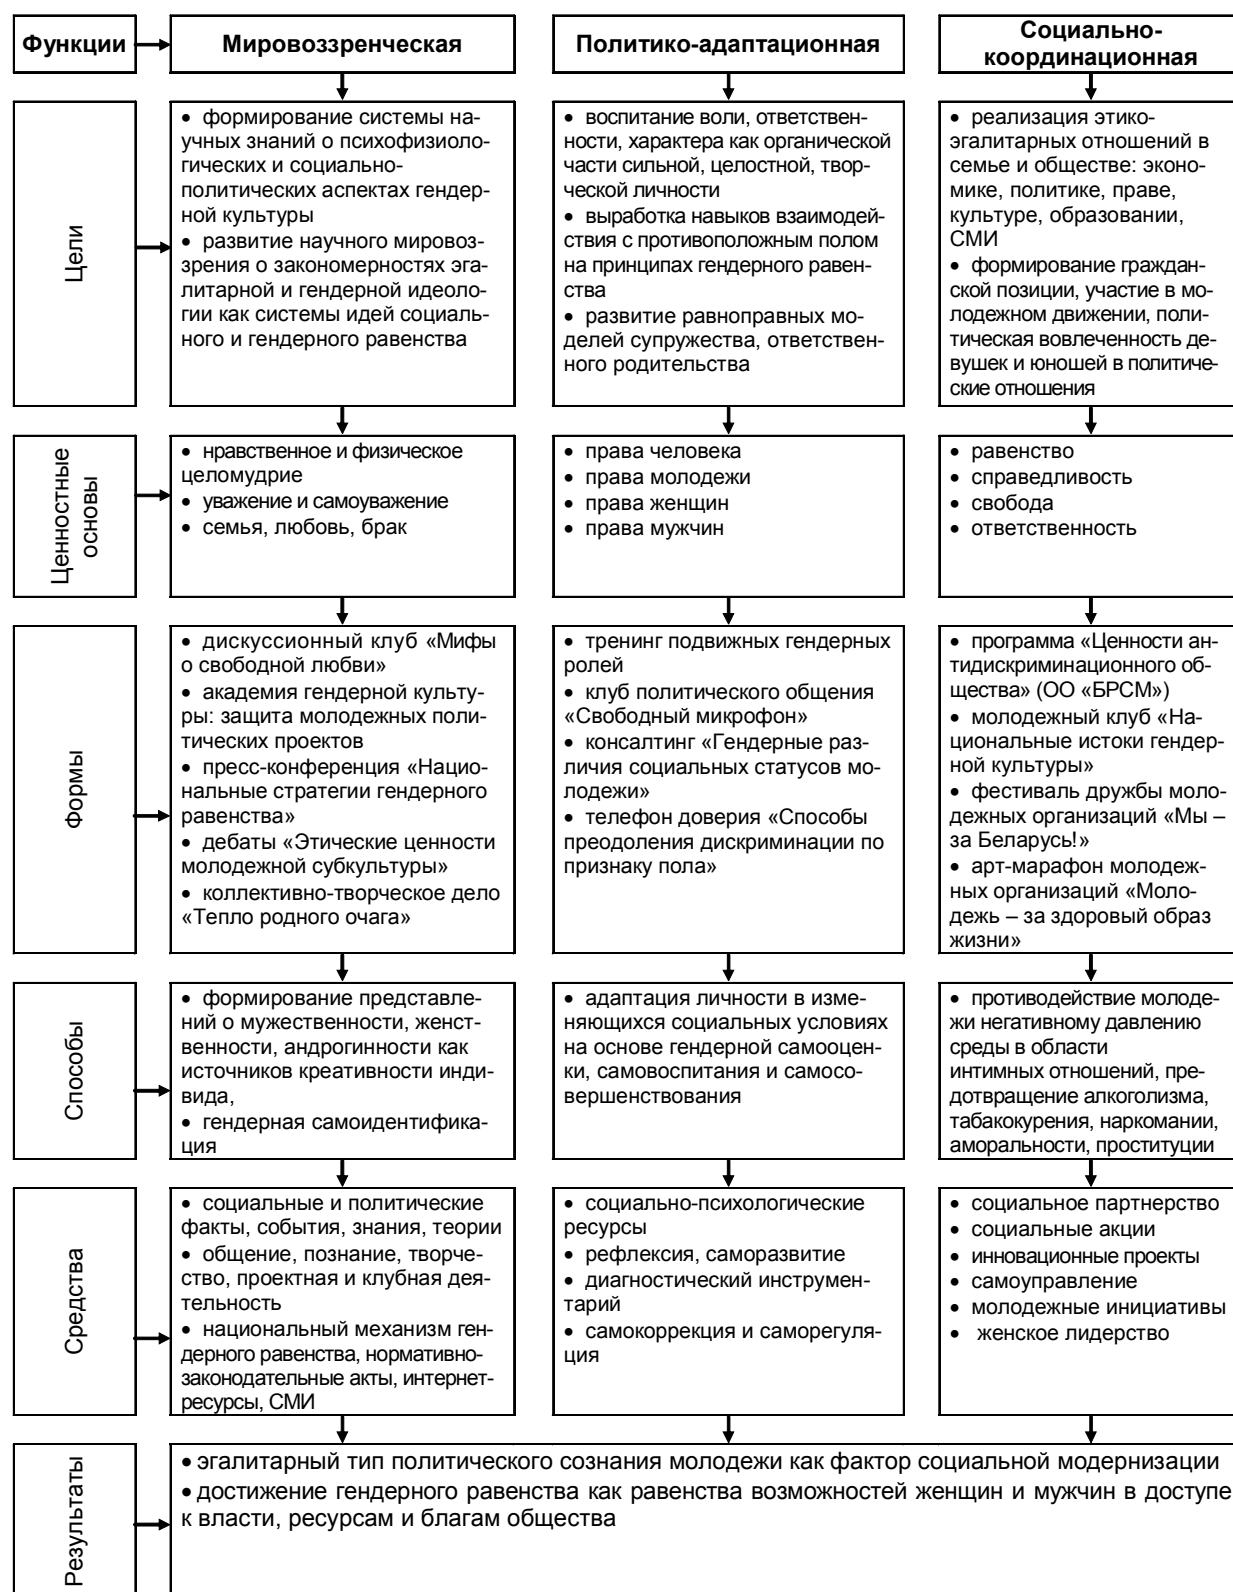 Функции
Мировоззренческая
Политико-адаптационная
Социально-
координационная
Цели
• формирование системы на-
учных знаний о психофизиоло-
гических и социально-
политических аспектах гендер-
ной культуры
• развитие научного мировоз-
зрения о закономерностях эга-
литарной и гендерной идеоло-
гии как системы идей социаль-
ного и гендерного равенства
• воспитание воли, ответствен-
ности, характера как органической
части сильной, целостной, твор-
ческой личности
• выработка навыков взаимодей-
ствия с противоположным полом
на принципах гендерного равен-
ства
• развитие равноправных мо-
делей супружества, ответствен-
ного родительства
• реализация этико-
эгалитарных отношений в
семье и обществе: эконо-
мике, политике, праве,
культуре, образовании,
СМИ
• формирование граждан-
ской позиции, участие в мо-
лодежном движении, поли-
тическая вовлеченность де-
вушек и юношей в политиче-
ские отношения
Ценностные
основы
• нравственное и физическое
целомудрие
• уважение и самоуважение
• семья, любовь, брак
• права человека
• права молодежи
• права женщин
• права мужчин
• равенство
• справедливость
• свобода
• ответственность
Формы
• дискуссионный клуб «Мифы
о свободной любви»
• академия гендерной культу-
ры: защита молодежных поли-
тических проектов
• пресс-конференция «Нацио-
нальные стратегии гендерного
равенства»
• дебаты «Этические ценности
молодежной субкультуры»
• коллективно-творческое дело
«Тепло родного очага»
• тренинг подвижных гендерных
ролей
• клуб политического общения
«Свободный микрофон»
• консалтинг «Гендерные раз-
личия социальных статусов мо-
лодежи»
• телефон доверия «Способы
преодоления дискриминации по
признаку пола»
• программа «Ценности ан-
тидискриминационного об-
щества» (ОО «БРСМ»)
• молодежный клуб «На-
циональные истоки гендер-
ной культуры»
• фестиваль дружбы моло-
дежных организаций «Мы –
за Беларусь!»
• арт-марафон молодеж-
ных организаций «Моло-
дежь – за здоровый образ
жизни»
Способы
• формирование представле-
ний о мужественности, женст-
венности, андрогинности как
источников креативности инди-
вида,
• гендерная самоидентифика-
ция
• адаптация личности в изме-
няющихся социальных условиях
на основе гендерной самооцен-
ки, самовоспитания и самосо-
вершенствования
• противодействие молоде-
жи негативному давлению
среды в области
интимных отношений, пре-
дотвращение алкоголизма,
табакокурения, наркомании,
аморальности, проституции
Средства
• социальные и политические
факты, события, знания, теории
• общение, познание, творче-
ство, проектная и клубная дея-
тельность
• национальный механизм ген-
дерного равенства, нормативно-
законодательные акты, интернет-
ресурсы, СМИ
• социально-психологические
ресурсы
• рефлексия, саморазвитие
• диагностический инструмен-
тарий
• самокоррекция и саморегуля-
ция
• социальное партнерство
• социальные акции
• инновационные проекты
• самоуправление
• молодежные инициативы
• женское лидерство
Результаты
• эгалитарный тип политического сознания молодежи как фактор социальной модернизации
• достижение гендерного равенства как равенства возможностей женщин и мужчин в доступе
к власти, ресурсам и благам общества